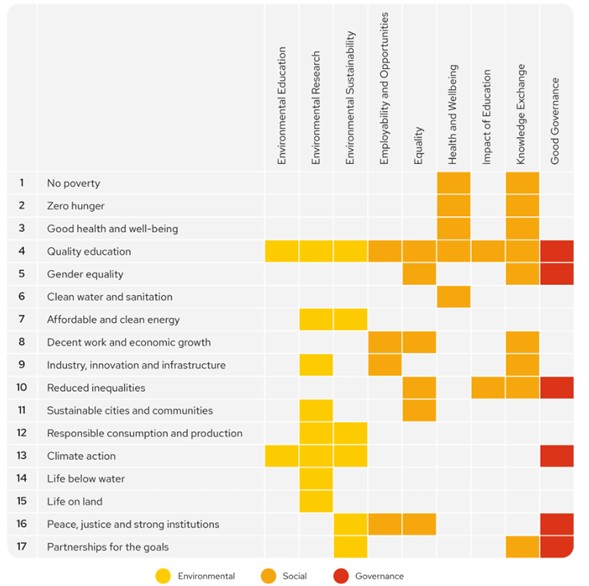 Environmental Education
Environmental Research
Environmental Sustainability
Employability and Opportunities
Equality
Health and Wellbeing
Impact of Education
Knowledge Exchange
Good Governance
1 No poverty
2 Zero hunger
3 Good health and well-being
4 Quality education
5 Gender equality
6 Clean water and sanitation
7 Affordable and clean energy
8 Decent work and economic growth
9 Industry, innovation and infrastructure
10 Reduced inequalities
11 Sustainable cities and communities
12 Responsible consumption and production
13 Climate action
14 Life below water
15 Life on land
16 Peace, justice and strong institutions
17 Partnerships for the goals
Environmental Social Governance